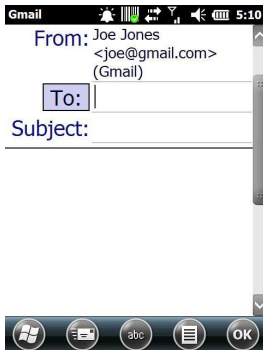 Gmail 5:10
From: Joe Jones
<joe@gmail.com>
(Gmail)
To:
Subject:
abc OK